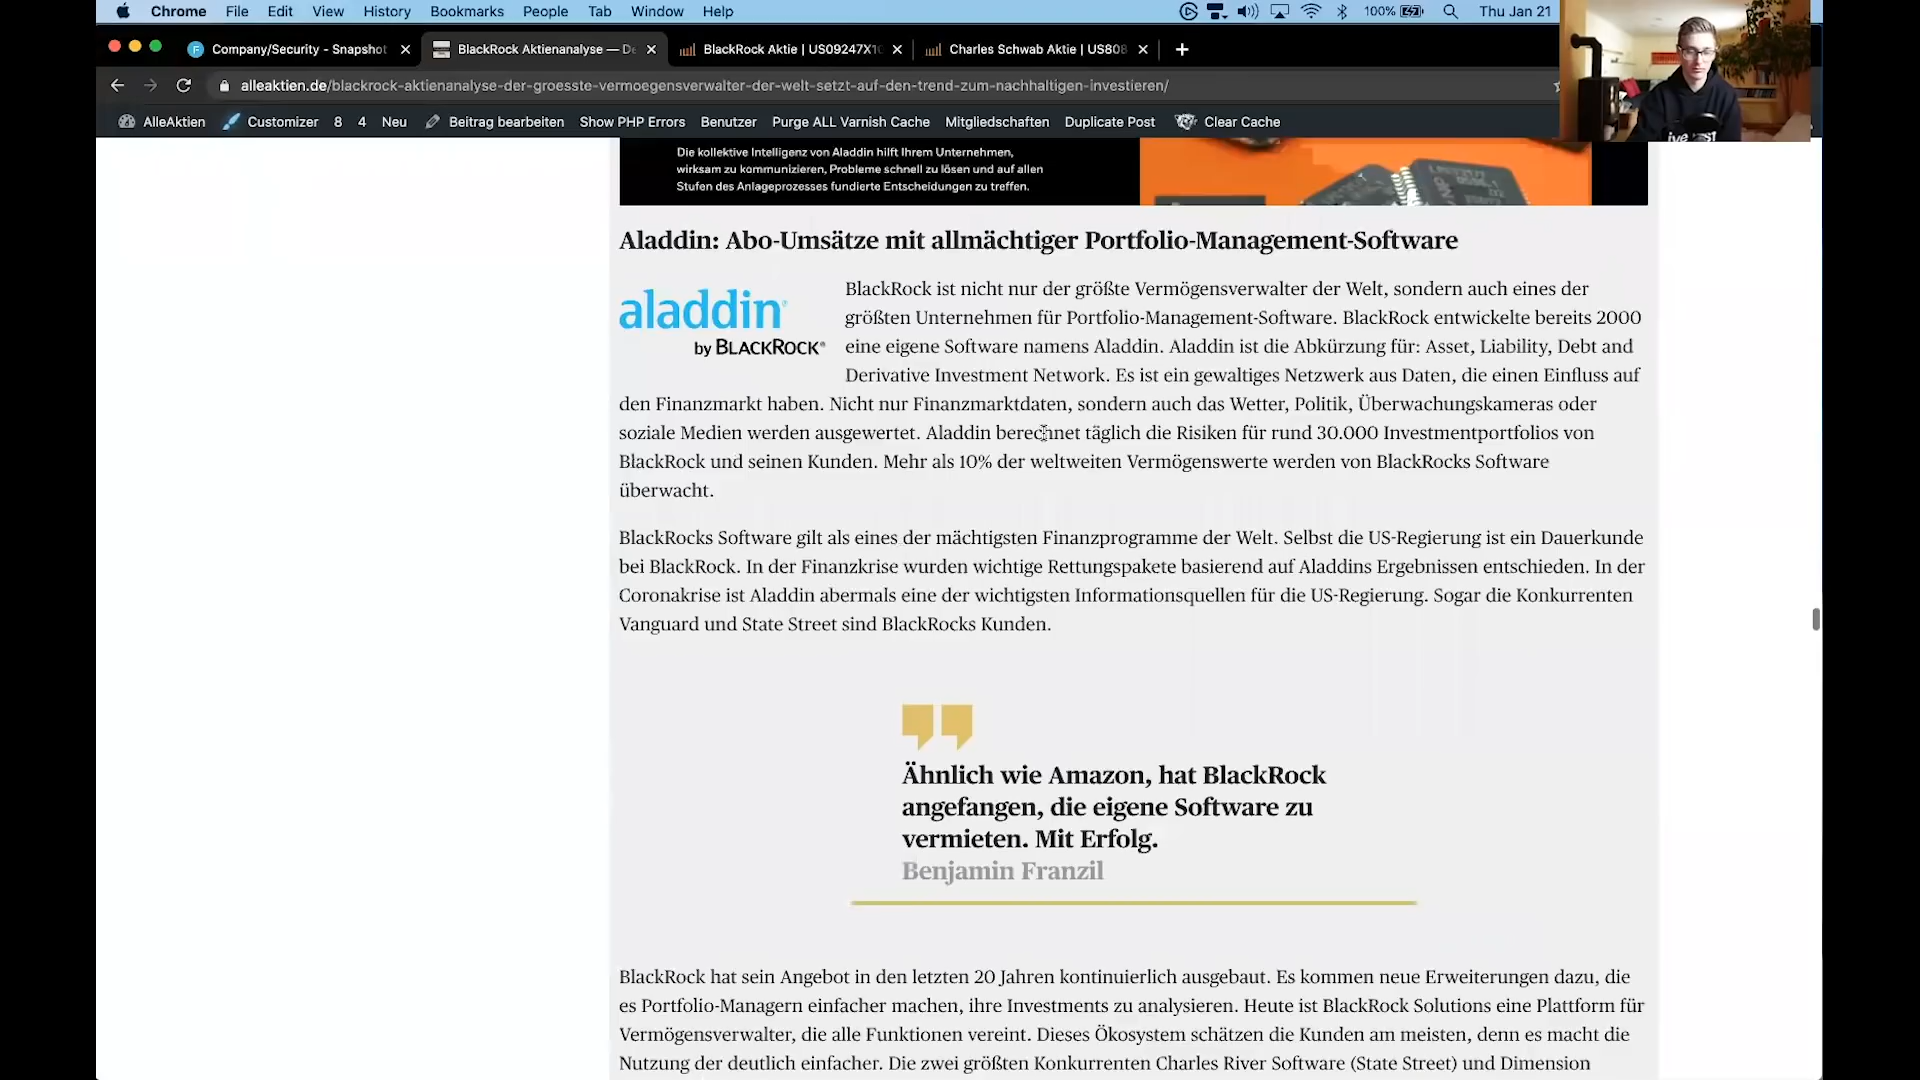 Chrome File Edit View History Bookmarks People Tab Window Help 100% Thu Jan 21
Company/Security - Snapshot
BlackRock Aktienanalyse — D
BlackRock Aktie | US09247X1
Charles Schwab Aktie | US808
alleaktien.de/blackrock-aktienanalyse-der-groesste-vermoegensverwalter-der-welt-setzt-auf-den-trend-zum-nachhaltigen-investieren/
AlleAktien Customizer 8 4 Neu Beitrag bearbeiten Show PHP Errors Benutzer Purge ALL Varnish Cache Mitgliedschaften Duplicate Post Clear Cache
Die kollektive Intelligenz von Aladdin hilft Ihrem Unternehmen,
wirksam zu kommunizieren, Probleme schnell zu lösen und auf allen
Stufen des Anlageprozesses fundierte Entscheidungen zu treffen.
Aladdin: Abo-Umsätze mit allmächtiger Portfolio-Management-Software
aladdin®
by BLACKROCK®
BlackRock ist nicht nur der größte Vermögensverwalter der Welt, sondern auch eines der
größten Unternehmen für Portfolio-Management-Software. BlackRock entwickelte bereits 2000
eine eigene Software namens Aladdin. Aladdin ist die Abkürzung für: Asset, Liability, Debt and
Derivative Investment Network. Es ist ein gewaltiges Netzwerk aus Daten, die einen Einfluss auf
den Finanzmarkt haben. Nicht nur Finanzmarktdaten, sondern auch das Wetter, Politik, Überwachungskameras oder
soziale Medien werden ausgewertet. Aladdin berechnet täglich die Risiken für rund 30.000 Investmentportfolios von
BlackRock und seinen Kunden. Mehr als 10% der weltweiten Vermögenswerte werden von BlackRocks Software
überwacht.
BlackRocks Software gilt als eines der mächtigsten Finanzprogramme der Welt. Selbst die US-Regierung ist ein Dauerkunde
bei BlackRock. In der Finanzkrise wurden wichtige Rettungspakete basierend auf Aladdins Ergebnissen entschieden. In der
Coronakrise ist Aladdin abermals eine der wichtigsten Informationsquellen für die US-Regierung. Sogar die Konkurrenten
Vanguard und State Street sind BlackRocks Kunden.
Ähnlich wie Amazon, hat BlackRock
angefangen, die eigene Software zu
vermieten. Mit Erfolg.
Benjamin Franzil
BlackRock hat sein Angebot in den letzten 20 Jahren kontinuierlich ausgebaut. Es kommen neue Erweiterungen dazu, die
es Portfolio-Managern einfacher machen, ihre Investments zu analysieren. Heute ist BlackRock Solutions eine Plattform für
Vermögensverwalter, die alle Funktionen vereint. Dieses Ökosystem schätzen die Kunden am meisten, denn es macht die
Nutzung der deutlich einfacher. Die zwei größten Konkurrenten Charles River Software (State Street) und Dimension